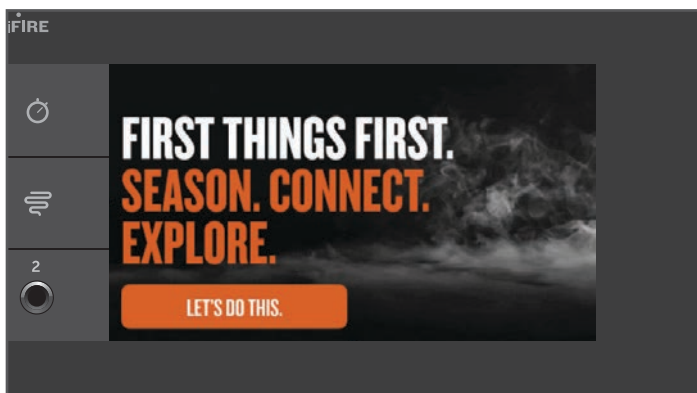 iFIRE
FIRST THINGS FIRST.
SEASON. CONNECT.
EXPLORE.
2
LET'S DO THIS.